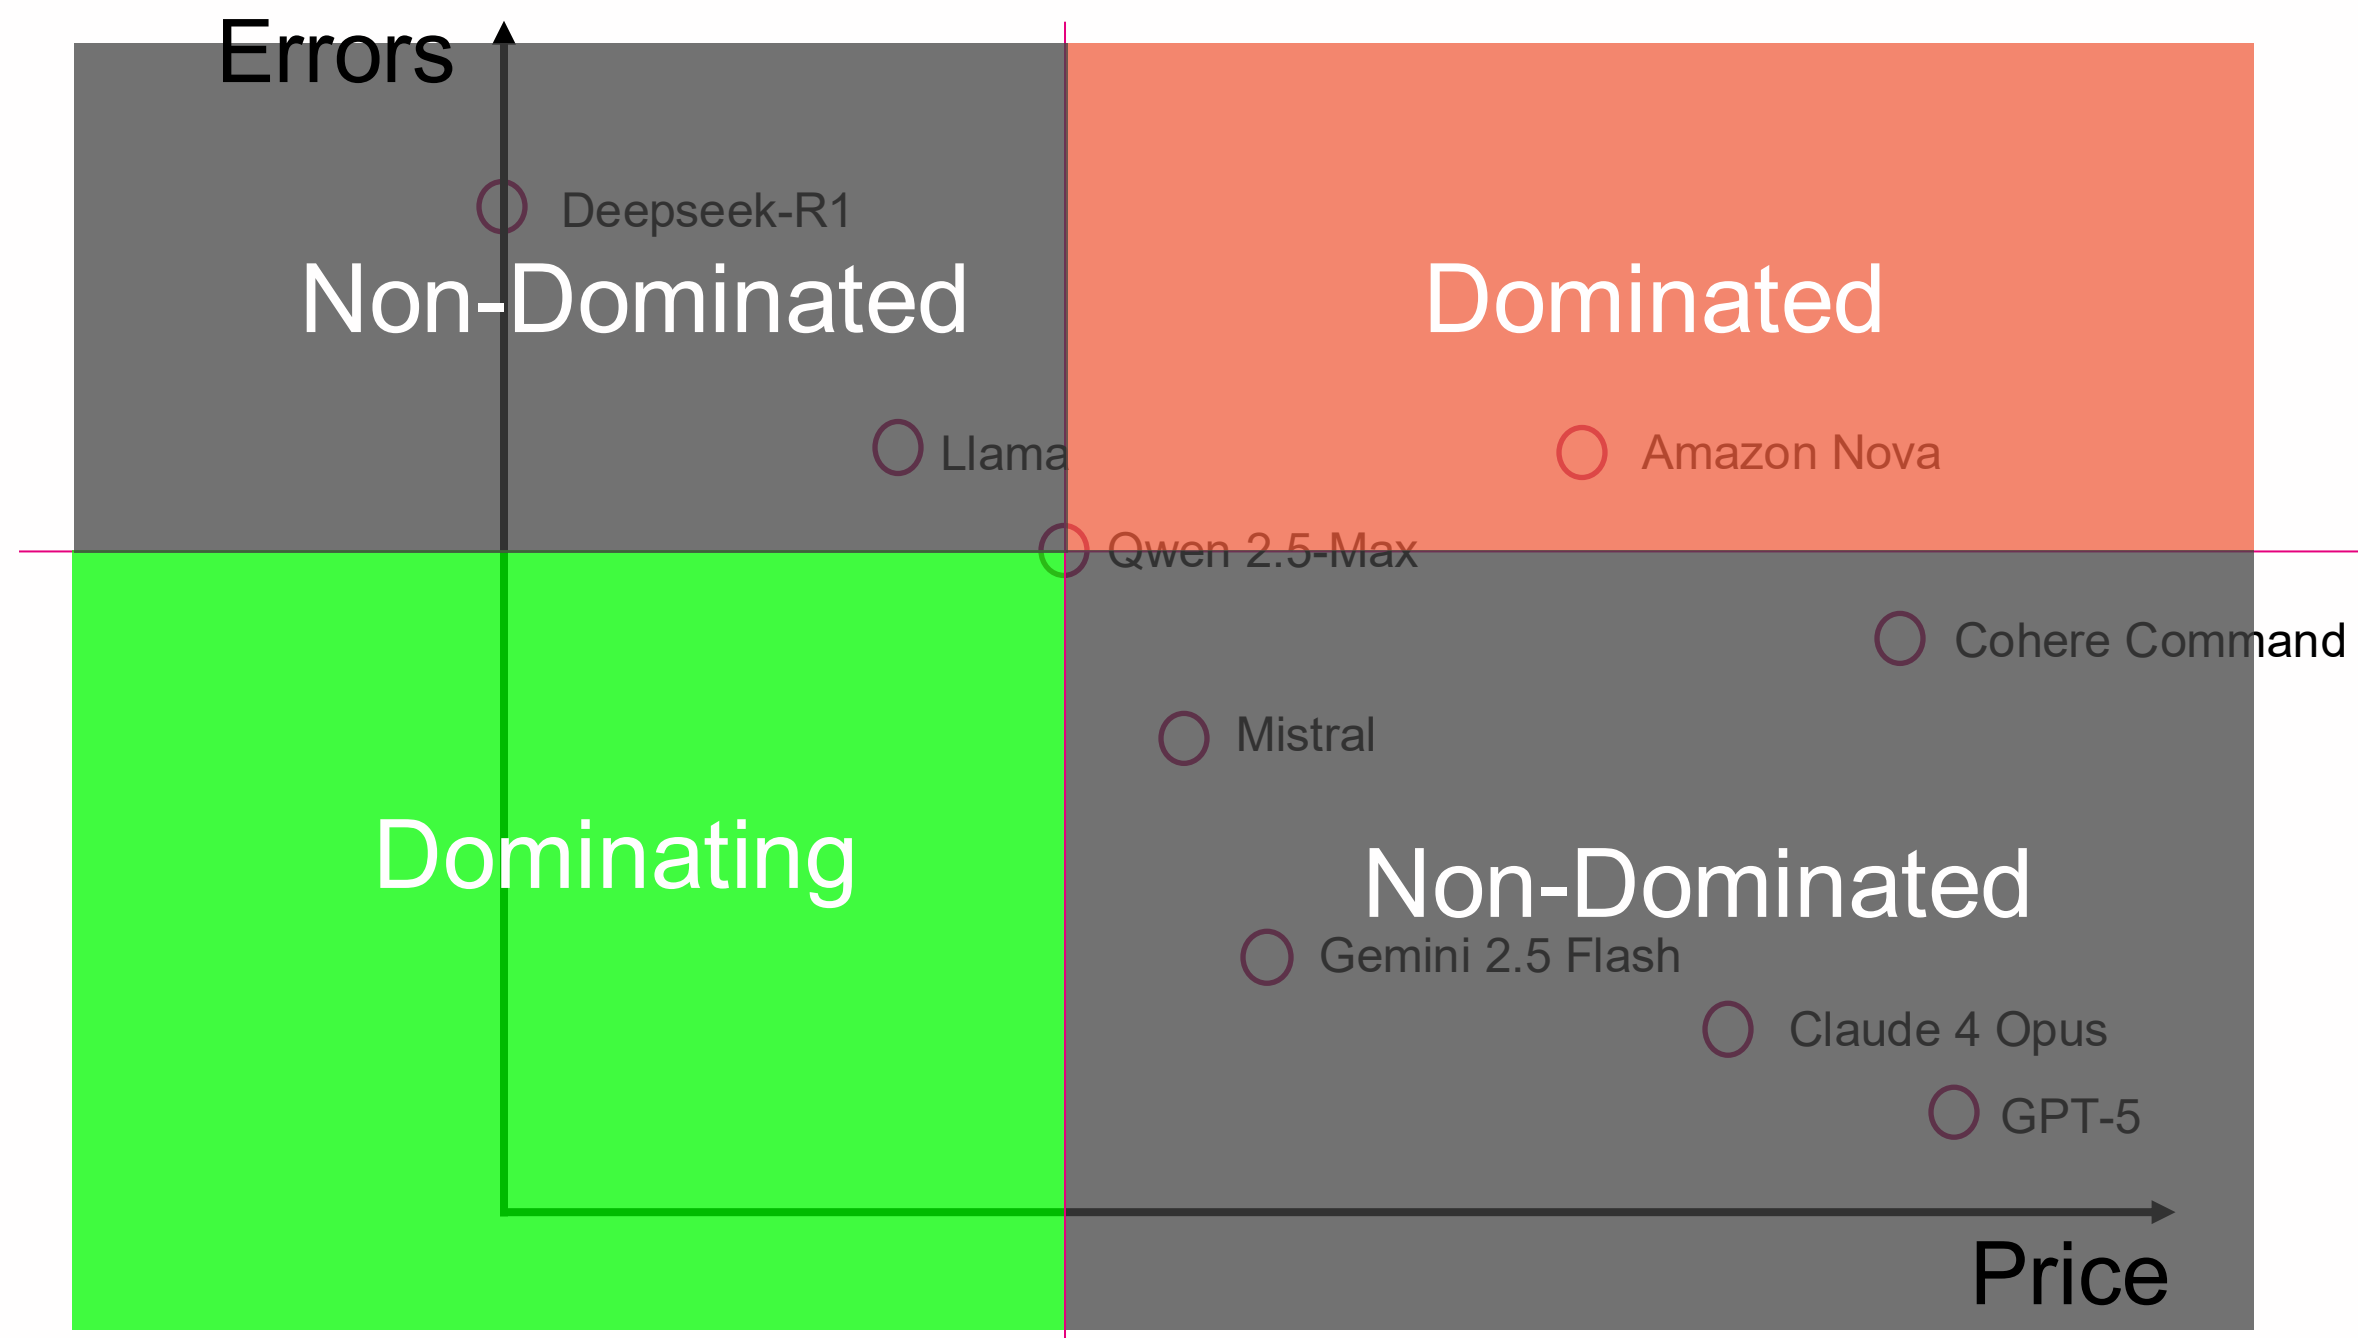 Errors
Deepseek-R1
Non-Dominated
Dominated
Llama
Amazon Nova
Qwen 2.5-Max
Cohere Command
Mistral
Dominating
Non-Dominated
Gemini 2.5 Flash
Claude 4 Opus
GPT-5
Price